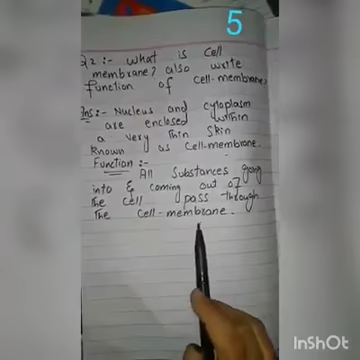 5
Q2:- What is Cell
membrane? also write
function of cell-membrane?
Ans:- Nucleus and cytoplasm
are enclosed within
a very Thin Skin
Known as Cell-membrane.
Function :-
All Substances going
into & Coming out of
The cell pass through
The Cell-membrane.
InShOt